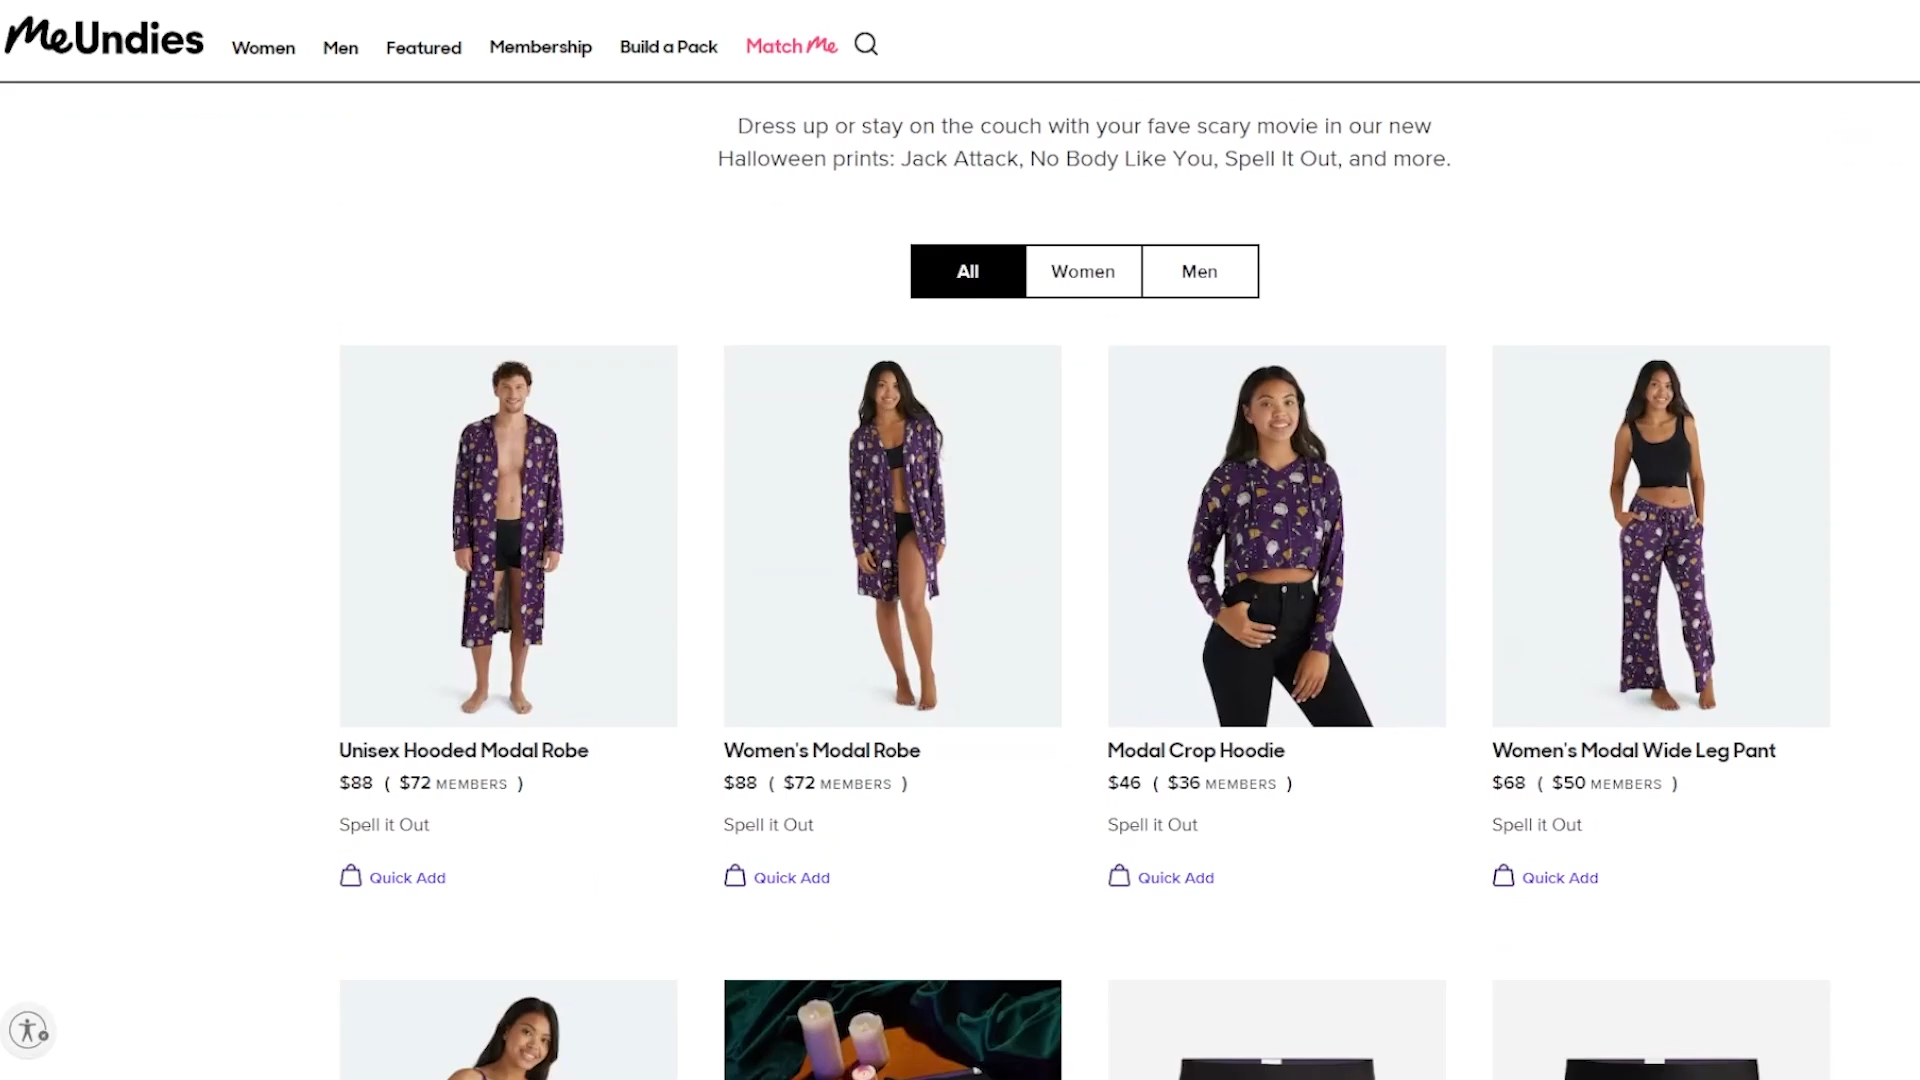 MeUndies
Women
Men
Featured
Membership
Build a Pack
Match Me
Dress up or stay on the couch with your fave scary movie in our new
Halloween prints: Jack Attack, No Body Like You, Spell It Out, and more.
All
Women
Men
Unisex Hooded Modal Robe
$88 ( $72 MEMBERS )
Spell it Out
Quick Add
Women's Modal Robe
$88 ( $72 MEMBERS )
Spell it Out
Quick Add
Modal Crop Hoodie
$46 ( $36 MEMBERS )
Spell it Out
Quick Add
Women's Modal Wide Leg Pant
$68 ( $50 MEMBERS )
Spell it Out
Quick Add